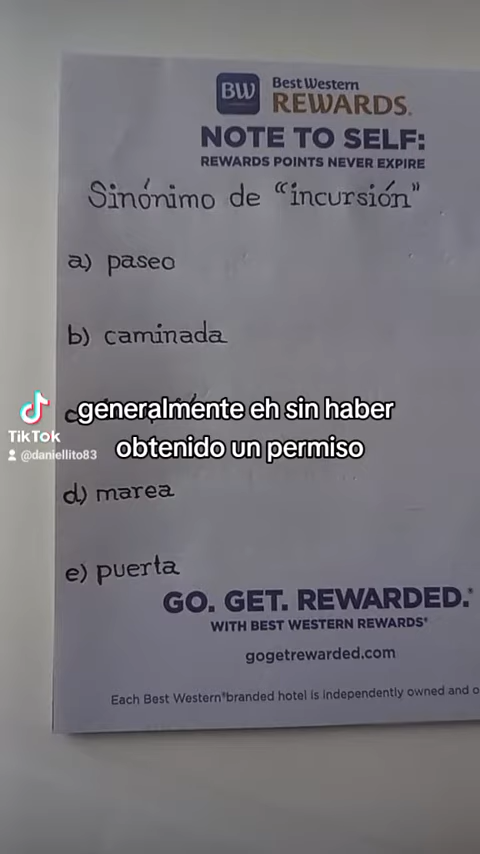 BW Best Western
REWARDS.
NOTE TO SELF:
REWARDS POINTS NEVER EXPIRE
Sinónimo de "incursión"
a) paseo
b) caminada
generalmente eh sin haber
obtenido un permiso
TikTok
@daniellito83
d) marea
e) puerta
GO. GET. REWARDED.®
WITH BEST WESTERN REWARDS®
gogetrewarded.com
Each Best Western® branded hotel is independently owned and o